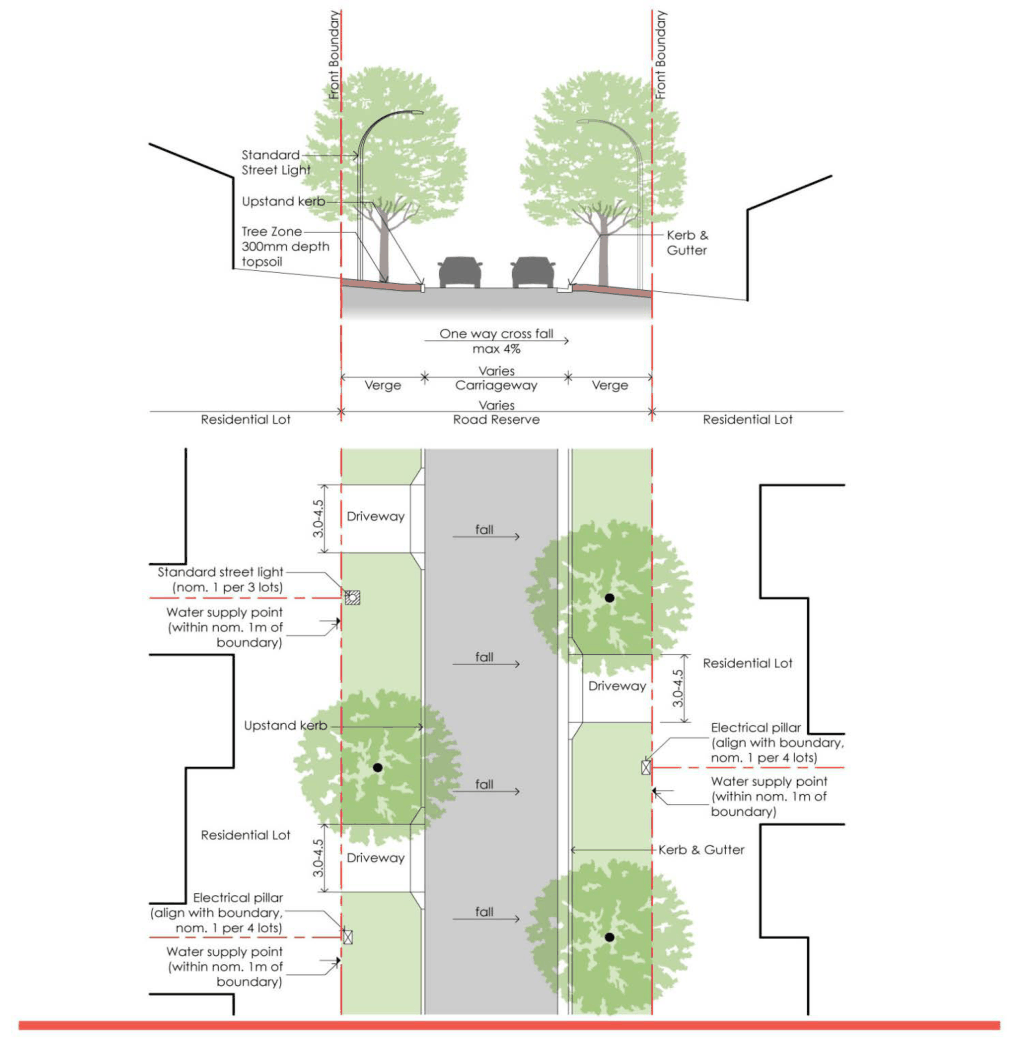 Front Boundary
Front Boundary
Standard
Street Light
Upstand kerb
Tree Zone
300mm depth
topsoil
Kerb &
Gutter
One way cross fall
max 4%
Varies
Verge
Carriageway
Verge
Varies
Residential Lot
Road Reserve
Residential Lot
3.0-4.5
Driveway
fall
Standard street light
(nom. 1 per 3 lots)
Water supply point
(within nom. 1m of
boundary)
fall
Residential Lot
Driveway
3.0-4.5
Upstand kerb
Electrical pillar
(align with boundary,
nom. 1 per 4 lots)
fall
Water supply point
(within nom. 1m of
boundary)
Residential Lot
3.0-4.5
Driveway
Kerb & Gutter
Electrical pillar
(align with boundary,
nom. 1 per 4 lots)
fall
Water supply point
(within nom. 1m of
boundary)